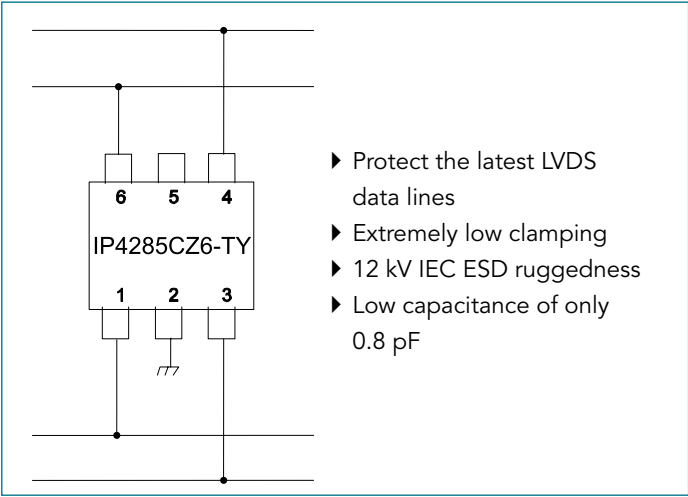 6 5 4
IP4285CZ6-TY
1 2 3
▶ Protect the latest LVDS
data lines
▶ Extremely low clamping
▶ 12 kV IEC ESD ruggedness
▶ Low capacitance of only
0.8 pF